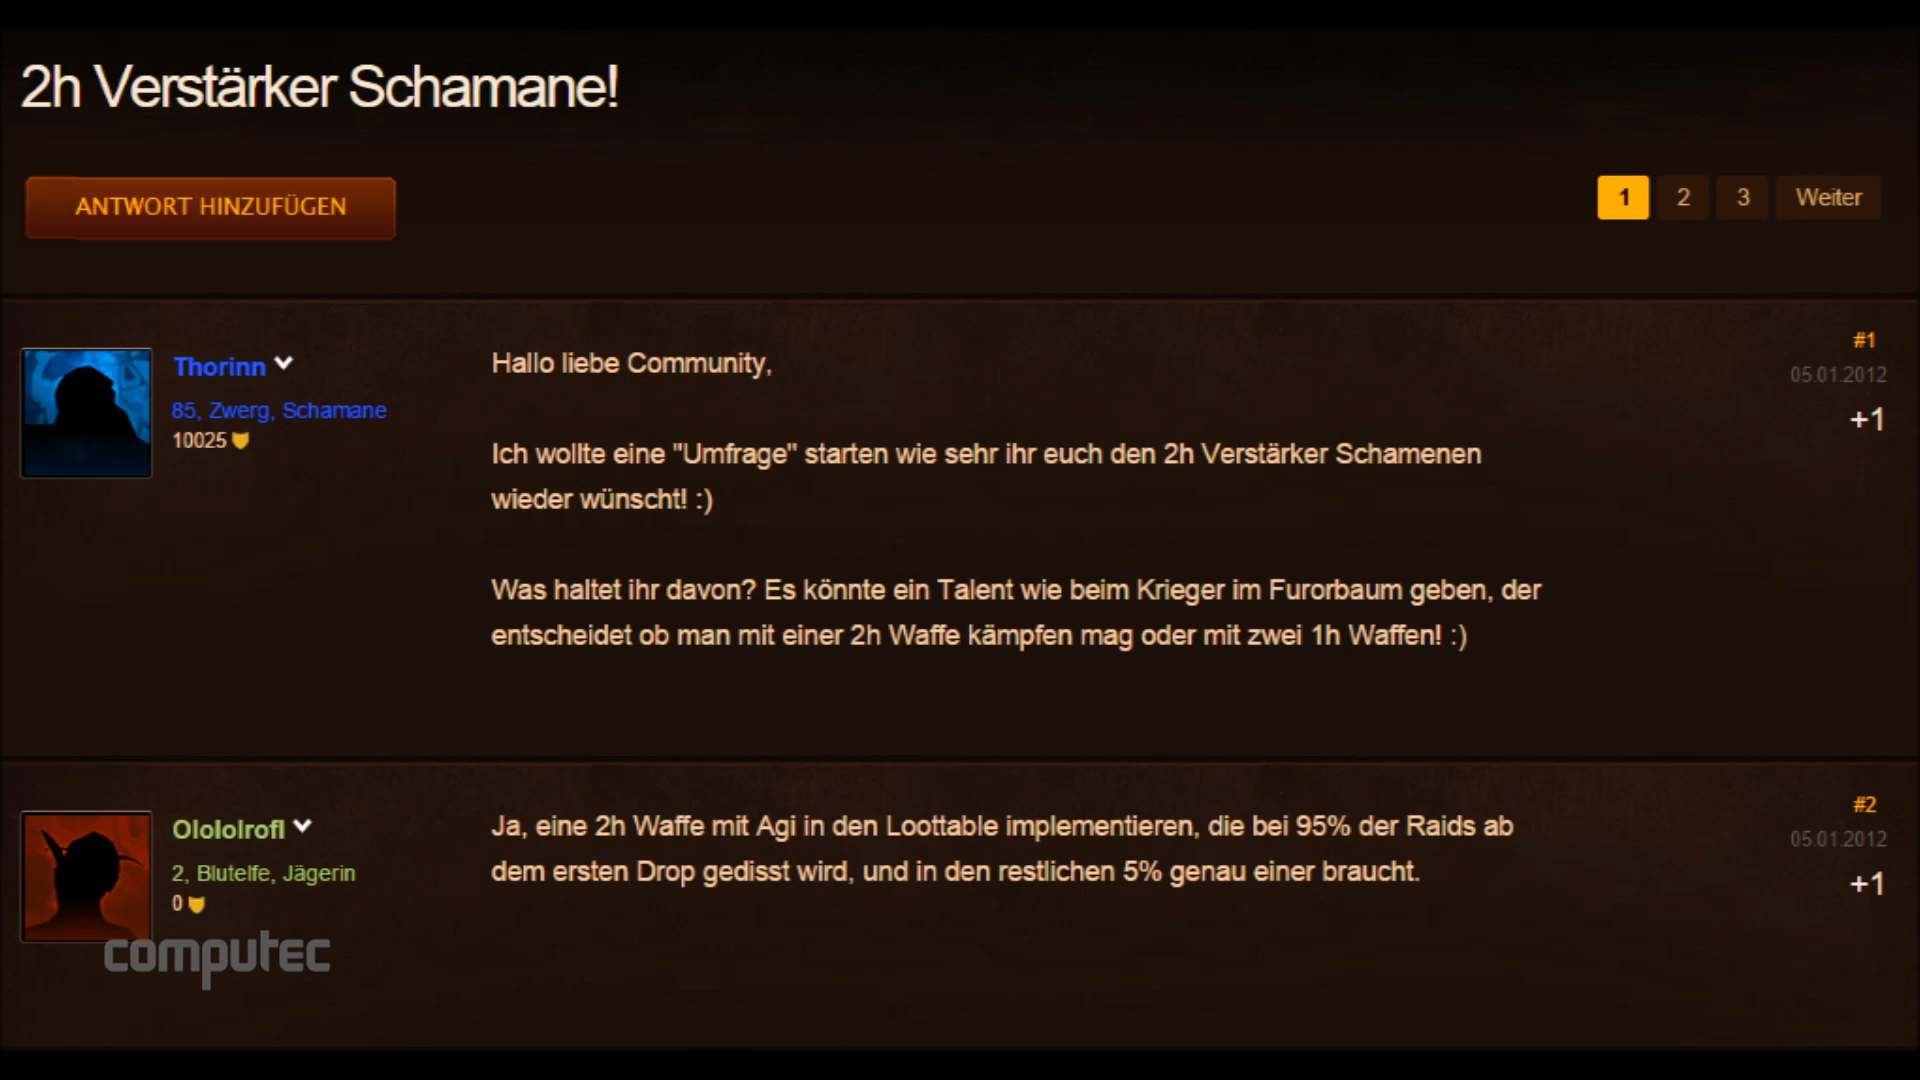 2h Verstärker Schamane!
ANTWORT HINZUFÜGEN
1 2 3 Weiter
Thorinn
85, Zwerg, Schamane
10025
Hallo liebe Community,
Ich wollte eine "Umfrage" starten wie sehr ihr euch den 2h Verstärker Schamenen
wieder wünscht! :)
Was haltet ihr davon? Es könnte ein Talent wie beim Krieger im Furorbaum geben, der
entscheidet ob man mit einer 2h Waffe kämpfen mag oder mit zwei 1h Waffen! :)
#1
05.01.2012
+1
Olololrofl
2, Blutelfe, Jägerin
0
Ja, eine 2h Waffe mit Agi in den Loottable implementieren, die bei 95% der Raids ab
dem ersten Drop gedisst wird, und in den restlichen 5% genau einer braucht.
#2
05.01.2012
+1
computec